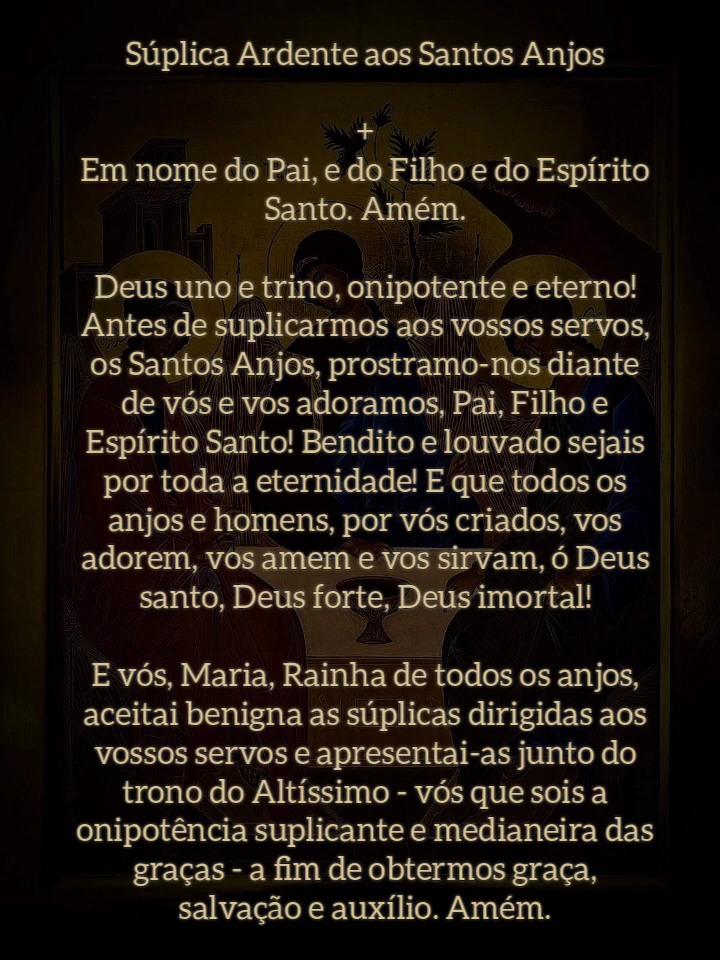 Súplica Ardente aos Santos Anjos
+
Em nome do Pai, e do Filho e do Espírito
Santo. Amém.
Deus uno e trino, onipotente e eterno!
Antes de suplicarmos aos vossos servos,
os Santos Anjos, prostramo-nos diante
de vós e vos adoramos, Pai, Filho e
Espírito Santo! Bendito e louvado sejais
por toda a eternidade! E que todos os
anjos e homens, por vós criados, vos
adorem, vos amem e vos sirvam, ó Deus
santo, Deus forte, Deus imortal!
E vós, Maria, Rainha de todos os anjos,
aceitai benigna as súplicas dirigidas aos
vossos servos e apresentai-as junto do
trono do Altíssimo - vós que sois a
onipotência suplicante e medianeira das
graças - a fim de obtermos graça,
salvação e auxílio. Amém.